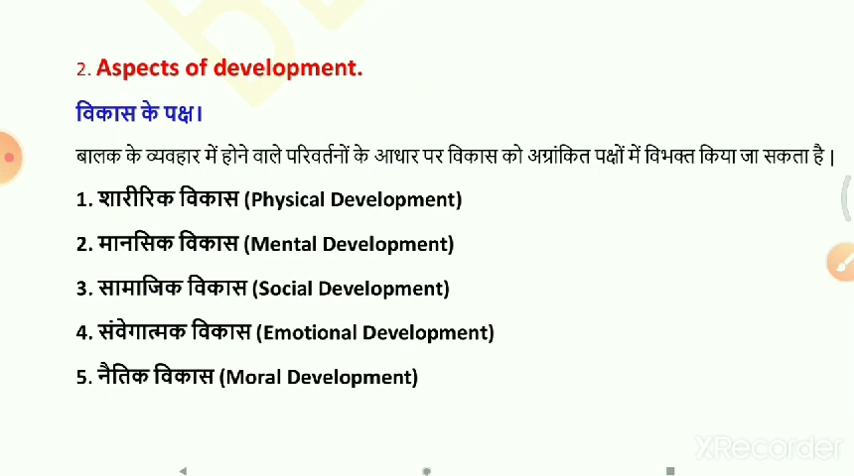 2. Aspects of development.
विकास के पक्ष।
बालक के व्यवहार में होने वाले परिवर्तनों के आधार पर विकास को अग्रांकित पक्षों में विभक्त किया जा सकता है |
1. शारीरिक विकास (Physical Development)
2. मानसिक विकास (Mental Development)
3. सामाजिक विकास (Social Development)
4. संवेगात्मक विकास (Emotional Development)
5. नैतिक विकास (Moral Development)
XRecorder